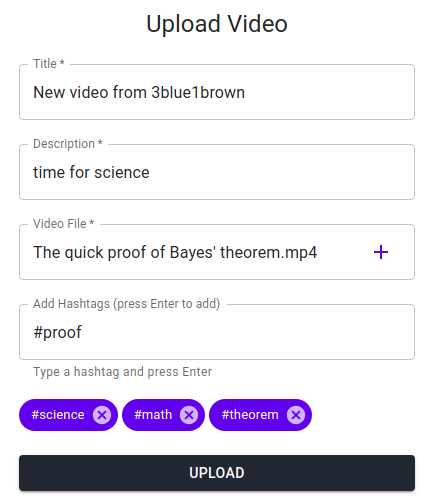 Upload Video
Title *
New video from 3blue1brown
Description *
time for science
Video File *
The quick proof of Bayes' theorem.mp4
Add Hashtags (press Enter to add)
#proof
Type a hashtag and press Enter
#science #math #theorem
UPLOAD